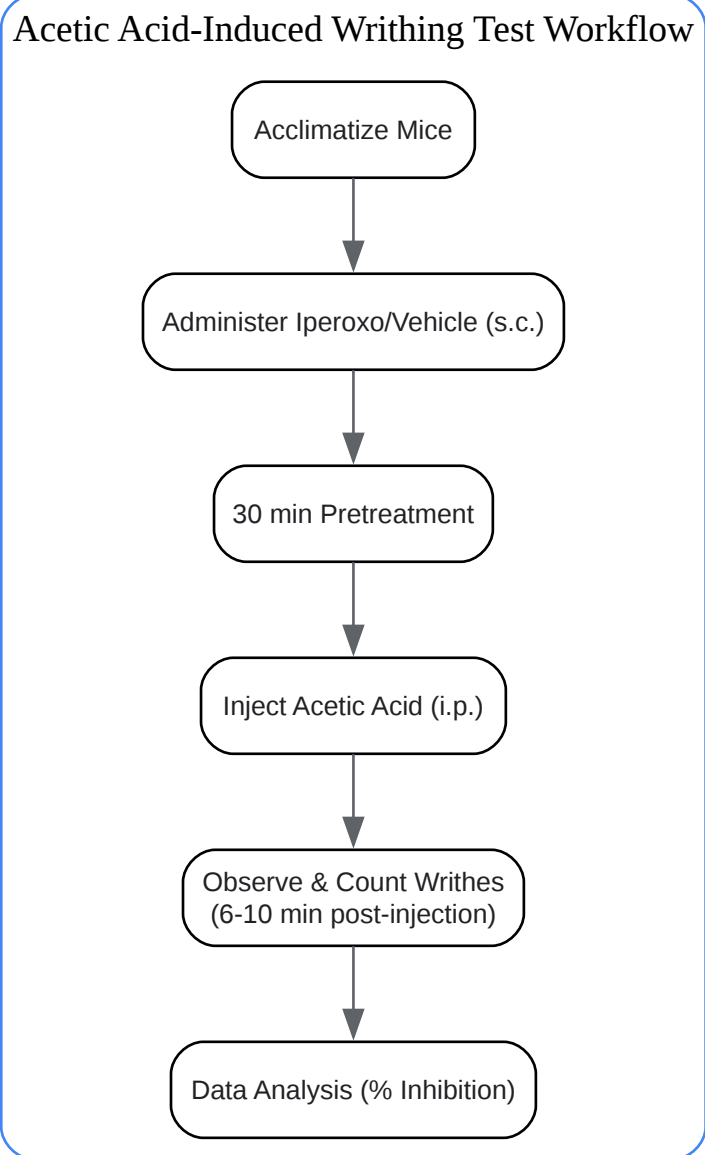 Acetic Acid-Induced Writhing Test Workflow
Acclimatize Mice
Administer Iperoxo/Vehicle (s.c.)
30 min Pretreatment
Inject Acetic Acid (i.p.)
Observe & Count Writhes
(6-10 min post-injection)
Data Analysis (% Inhibition)